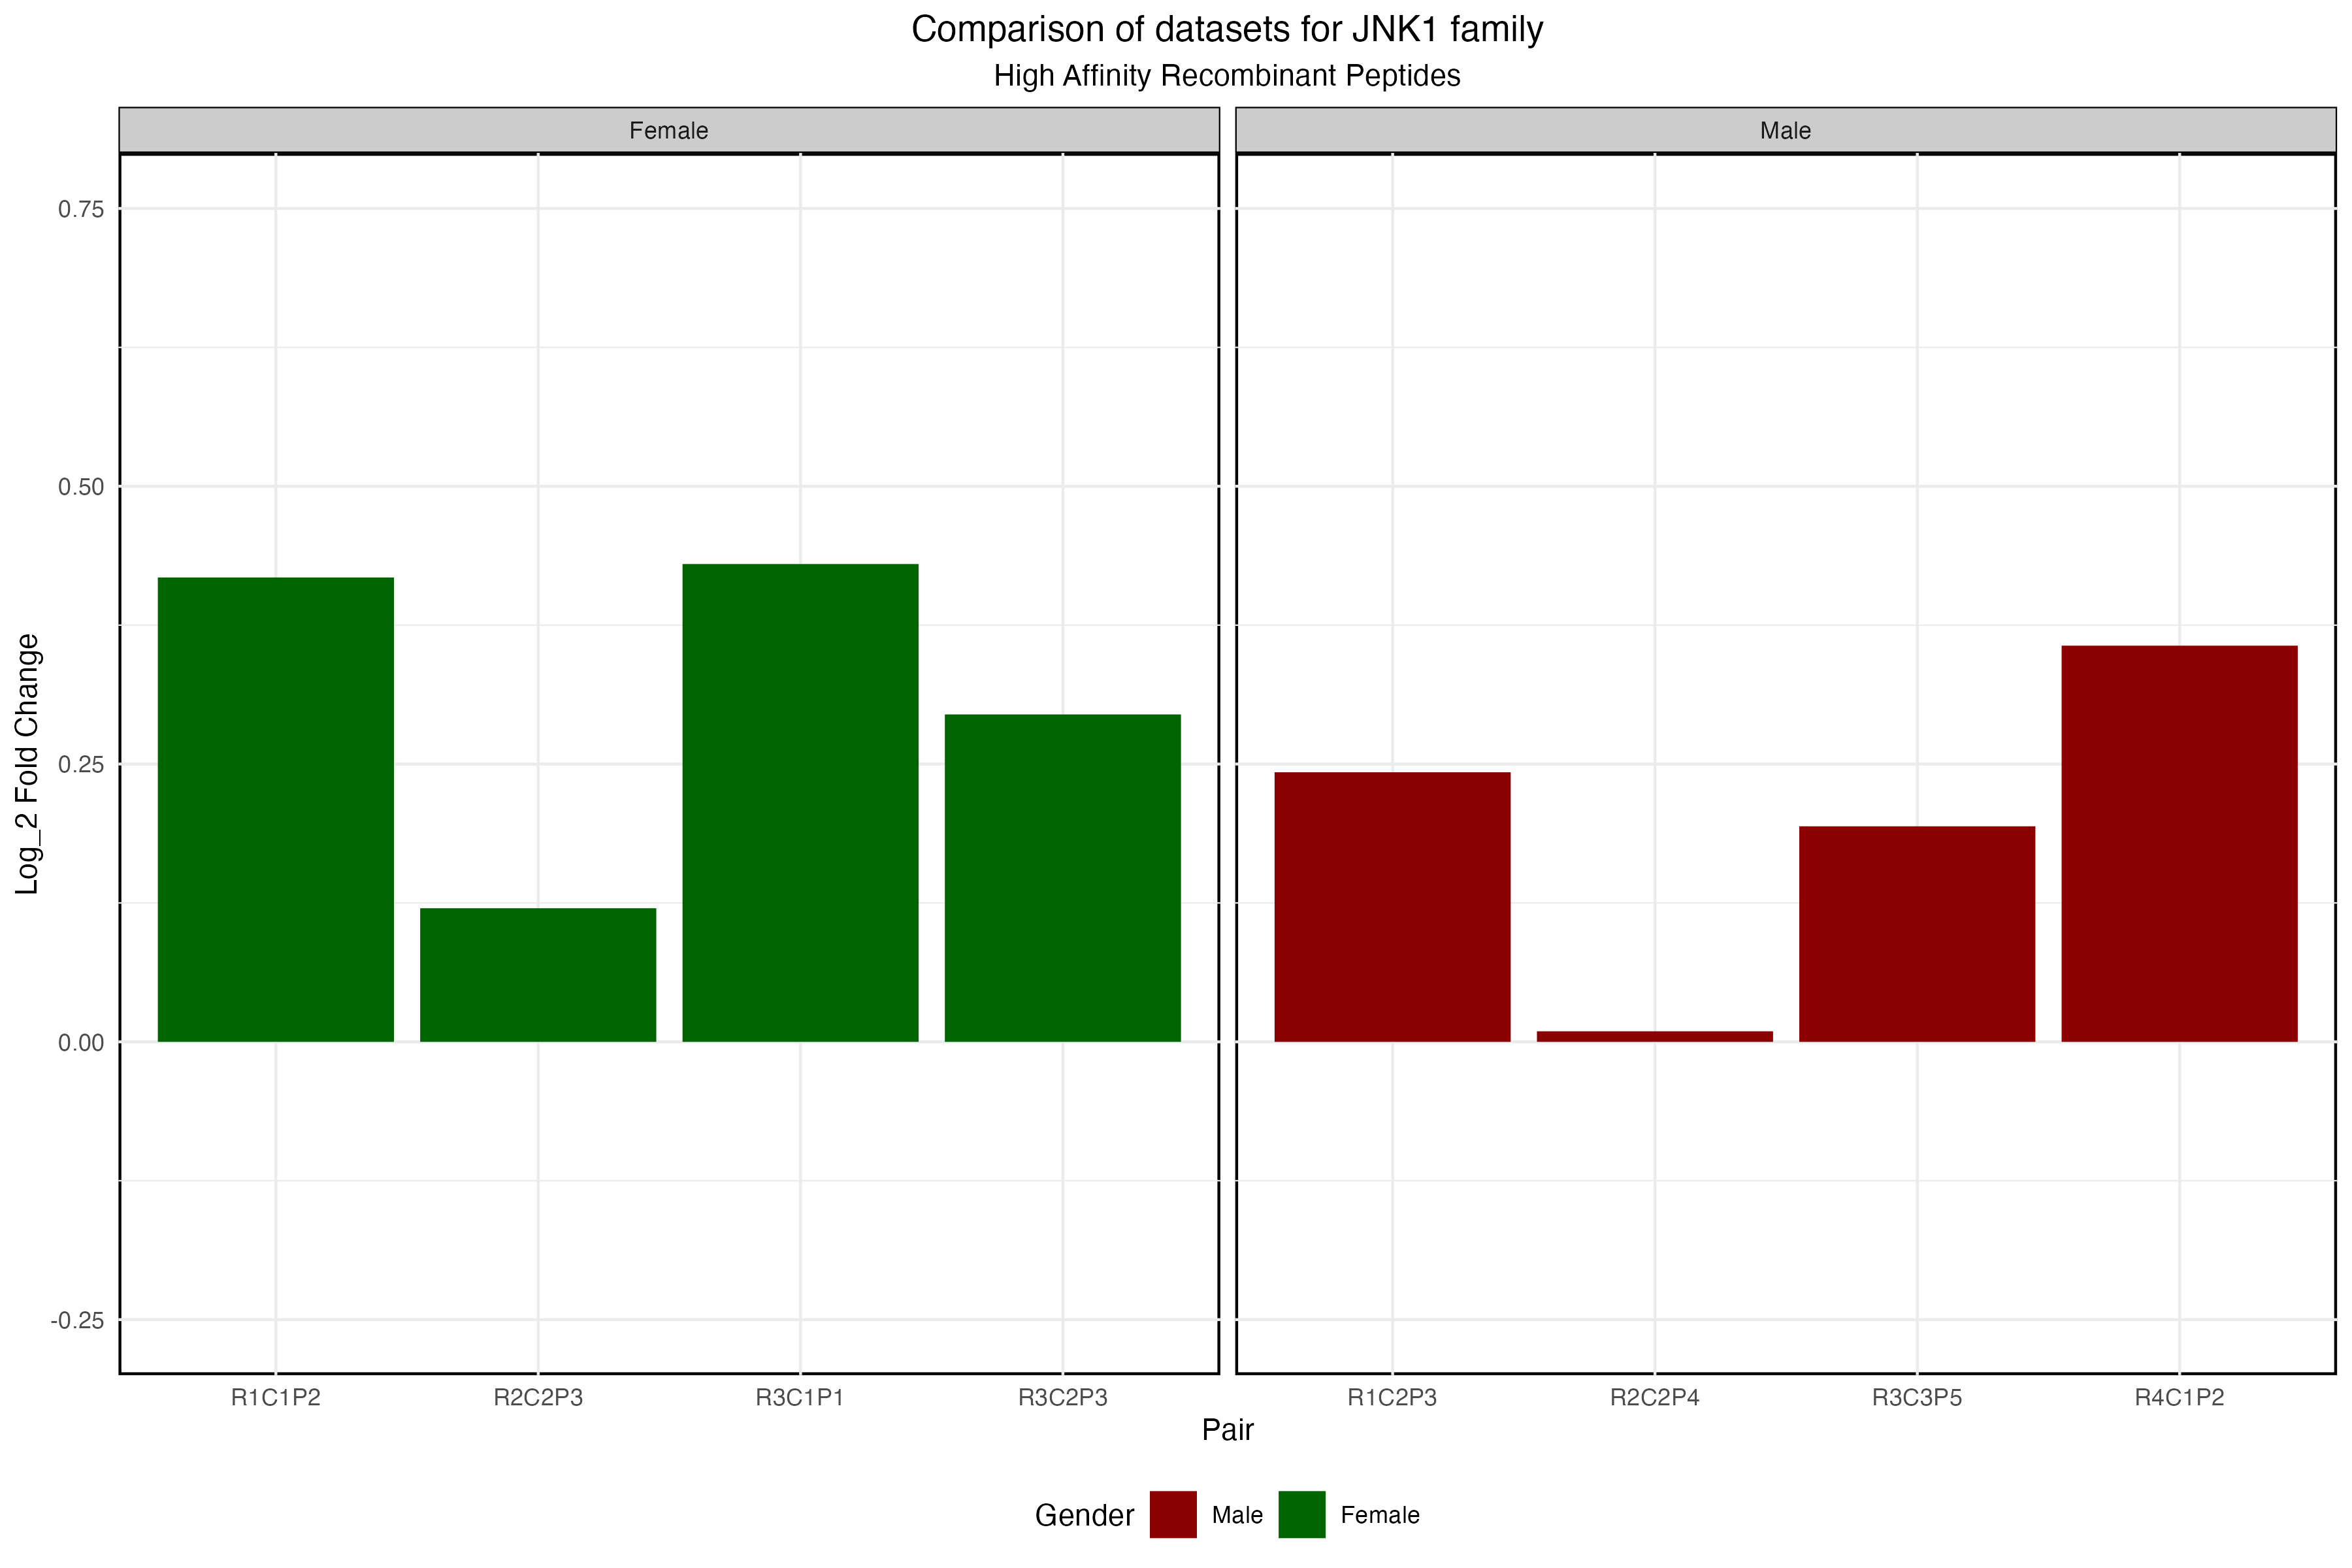 Comparison of datasets for JNK1 family
High Affinity Recombinant Peptides
Female
Male
Log_2 Fold Change
0.75
0.50
0.25
0.00
-0.25
R1C1P2 R2C2P3 R3C1P1 R3C2P3 R1C2P3 R2C2P4 R3C3P5 R4C1P2
Pair
Gender Male Female